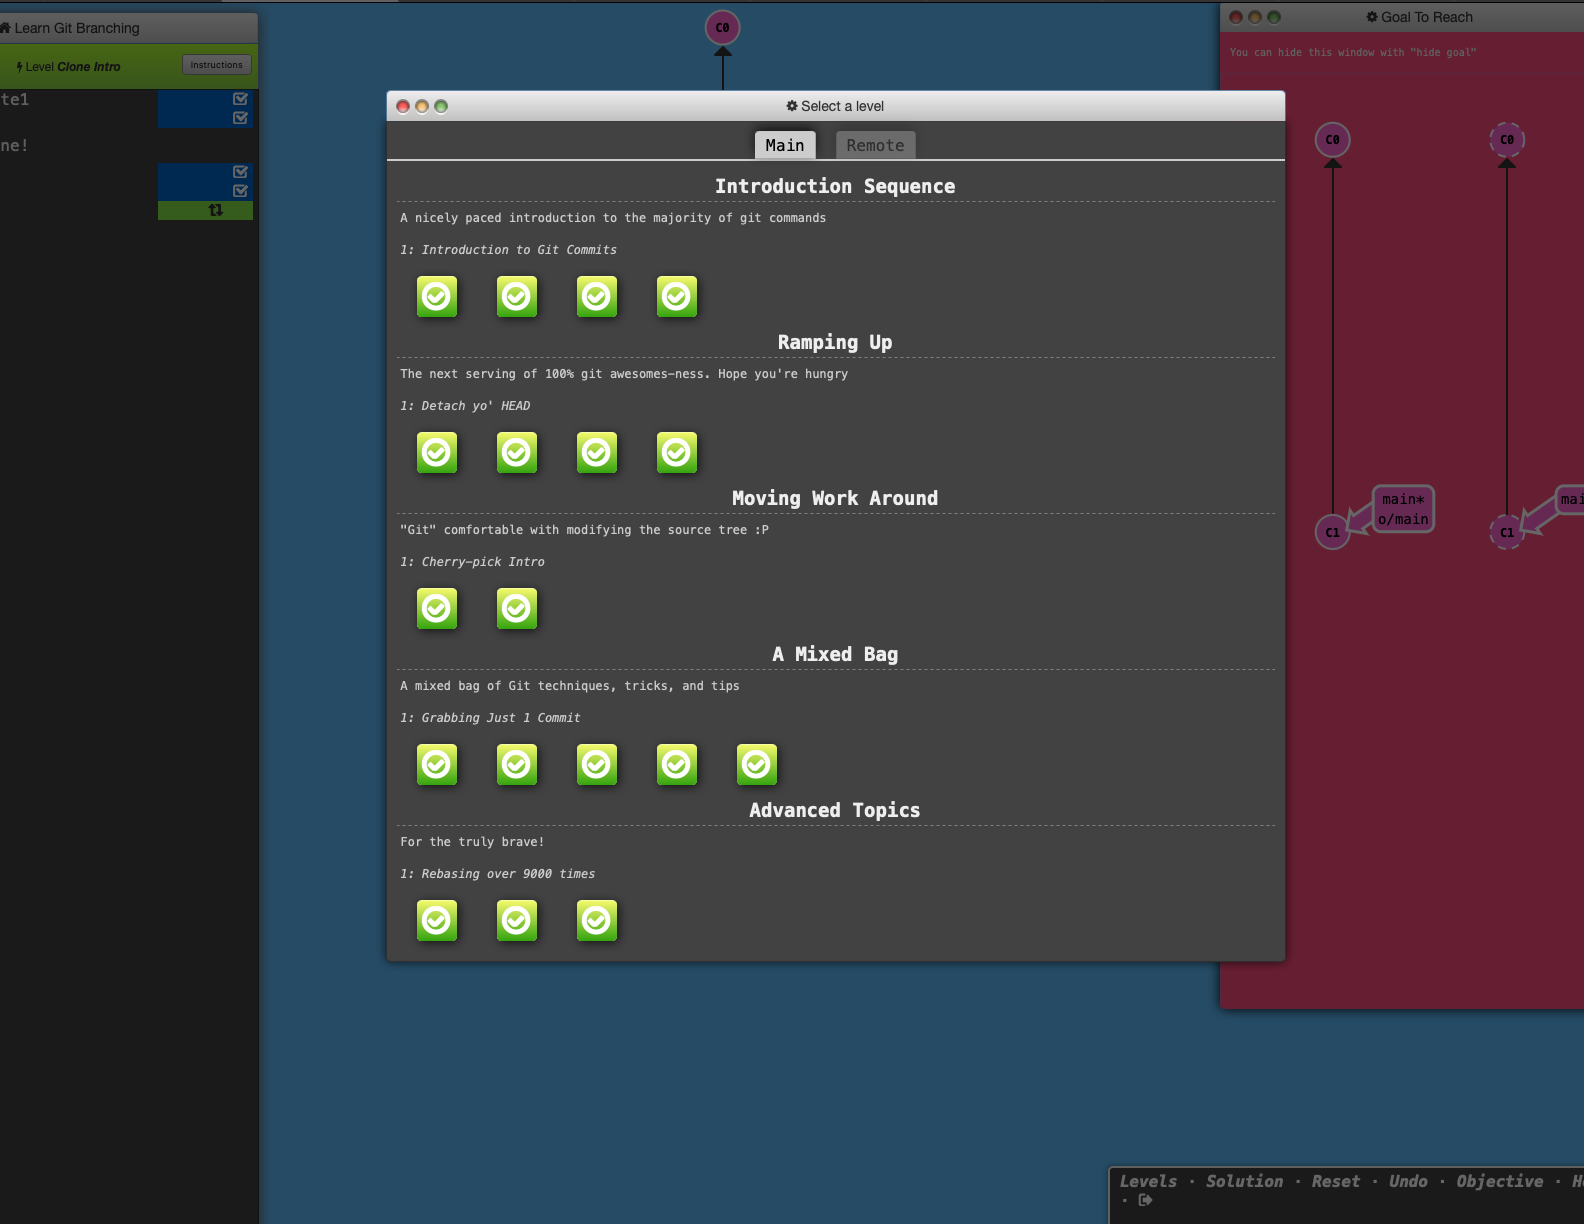 Learn Git Branching
Level Clone Intro
Instructions
te1
ne!
C0
Goal To Reach
You can hide this window with "hide goal"
C0
C0
main*
o/main
C1
C1
mai
Select a level
Main
Remote
Introduction Sequence
A nicely paced introduction to the majority of git commands
1: Introduction to Git Commits
Ramping Up
The next serving of 100% git awesomes-ness. Hope you're hungry
1: Detach yo' HEAD
Moving Work Around
"Git" comfortable with modifying the source tree :P
1: Cherry-pick Intro
A Mixed Bag
A mixed bag of Git techniques, tricks, and tips
1: Grabbing Just 1 Commit
Advanced Topics
For the truly brave!
1: Rebasing over 9000 times
Levels · Solution · Reset · Undo · Objective · He
·